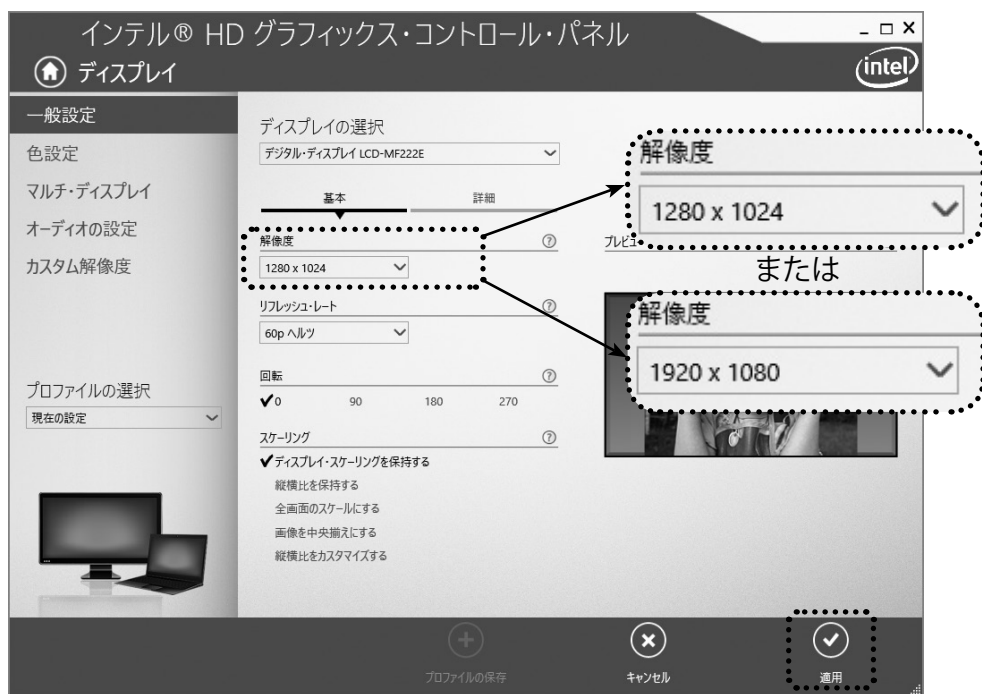 インテル® HD グラフィックス・コントロール・パネル
ディスプレイ
intel
一般設定
色設定
マルチ・ディスプレイ
オーディオの設定
カスタム解像度
プロファイルの選択
現在の設定
ディスプレイの選択
デジタル・ディスプレイ LCD-MF222E
基本 詳細
解像度 ?
1280 x 1024
リフレッシュ・レート ?
60p ヘルツ
回転 ?
✔0 90 180 270
スケーリング ?
✔ディスプレイ・スケーリングを保持する
縦横比を保持する
全画面のスケールにする
画像を中央揃えにする
縦横比をカスタマイズする
プレビュ
解像度
1280 x 1024
または
解像度
1920 x 1080
プロファイルの保存
キャンセル
適用